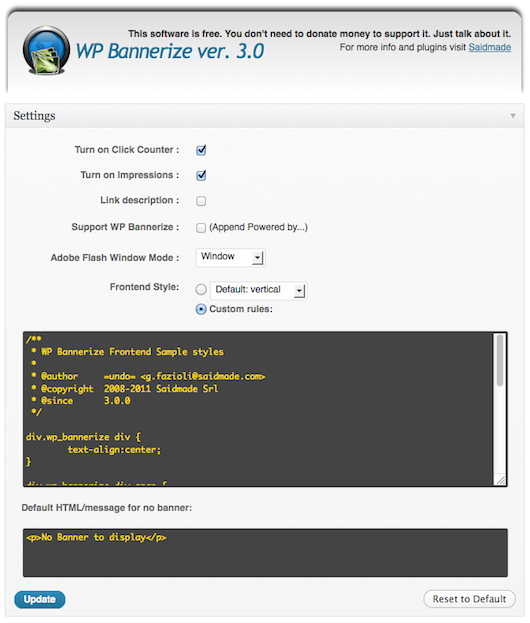 This software is free. You don't need to donate money to support it. Just talk about it.
For more info and plugins visit Saidmade
WP Bannerize ver. 3.0
Settings
Turn on Click Counter :
Turn on Impressions :
Link description :
Support WP Bannerize : (Append Powered by...)
Adobe Flash Window Mode : Window
Frontend Style: Default: vertical
Custom rules:
/**
 * WP Bannerize Frontend Sample styles
 *
 * @author     =undo= <g.fazioli@saidmade.com>
 * @copyright  2008-2011 Saidmade Srl
 * @since      3.0.0
 */
div.wp_bannerize div {
text-align:center;
}
Default HTML/message for no banner:
<p>No Banner to display</p>
Update
Reset to Default